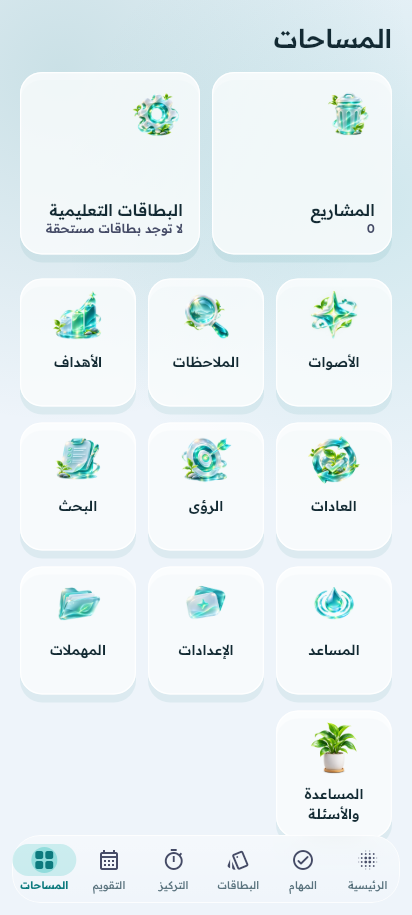 المساحات
المشاريع
0
البطاقات التعليمية
لا توجد بطاقات مستحقة
الأصوات
الملاحظات
الأهداف
العادات
الرؤى
البحث
المساعد
الإعدادات
المهملات
المساعدة
والأسئلة
الرئيسية
المهام
البطاقات
التركيز
التقويم
المساحات